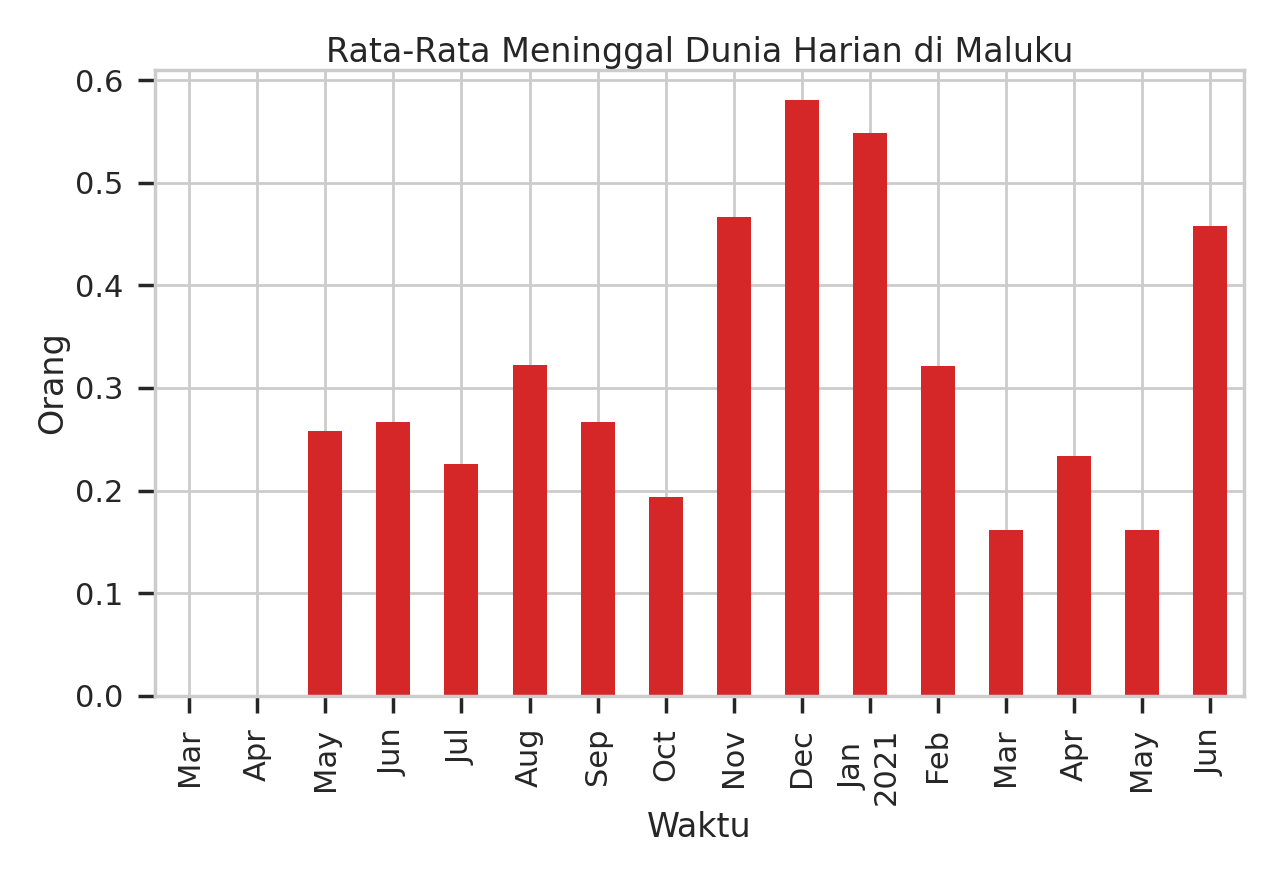 Rata-Rata Meninggal Dunia Harian di Maluku
0.6
0.5
0.4
0.3
0.2
0.1
0.0
Orang
Mar
Apr
May
Jun
Jul
Aug
Sep
Oct
Nov
Dec
Jan
2021
Feb
Mar
Apr
May
Jun
Waktu